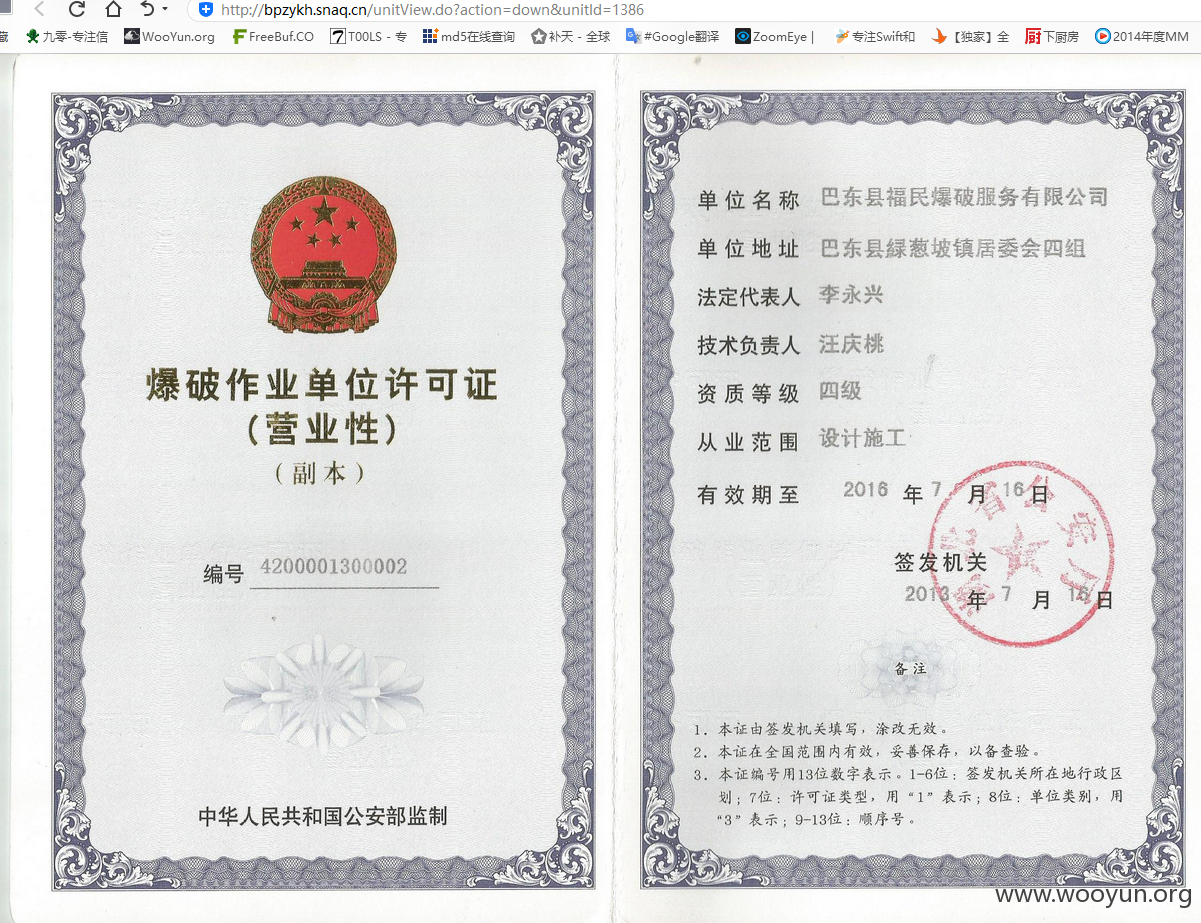 http://bpzykh.snaq.cn/unitView.do?action=down&unitId=1386
藏 九零-专注信 WooYun.org FreeBuf.CO T00LS - 专 md5在线查询 补天 - 全球 #Google翻译 ZoomEye | 专注Swift和 【独家】全 下厨房 2014年度MM
爆破作业单位许可证
(营业性)
(副本)
编号 4200001300002
中华人民共和国公安部监制
单位名称 巴东县福民爆破服务有限公司
单位地址 巴东县绿葱坡镇居委会四组
法定代表人 李永兴
技术负责人 汪庆桃
资质等级 四级
从业范围 设计施工
有效期至 2016 年 7 月 16 日
签发机关
2013 年 7 月 16 日
湖北省公安厅
备注
1. 本证由签发机关填写，涂改无效。
2. 本证在全国范围内有效，妥善保存，以备查验。
3. 本证编号用13位数字表示。1-6位：签发机关所在地行政区
划；7位：许可证类型，用“1”表示；8位：单位类别，用
“3”表示；9-13位：顺序号。
www.wooyun.org